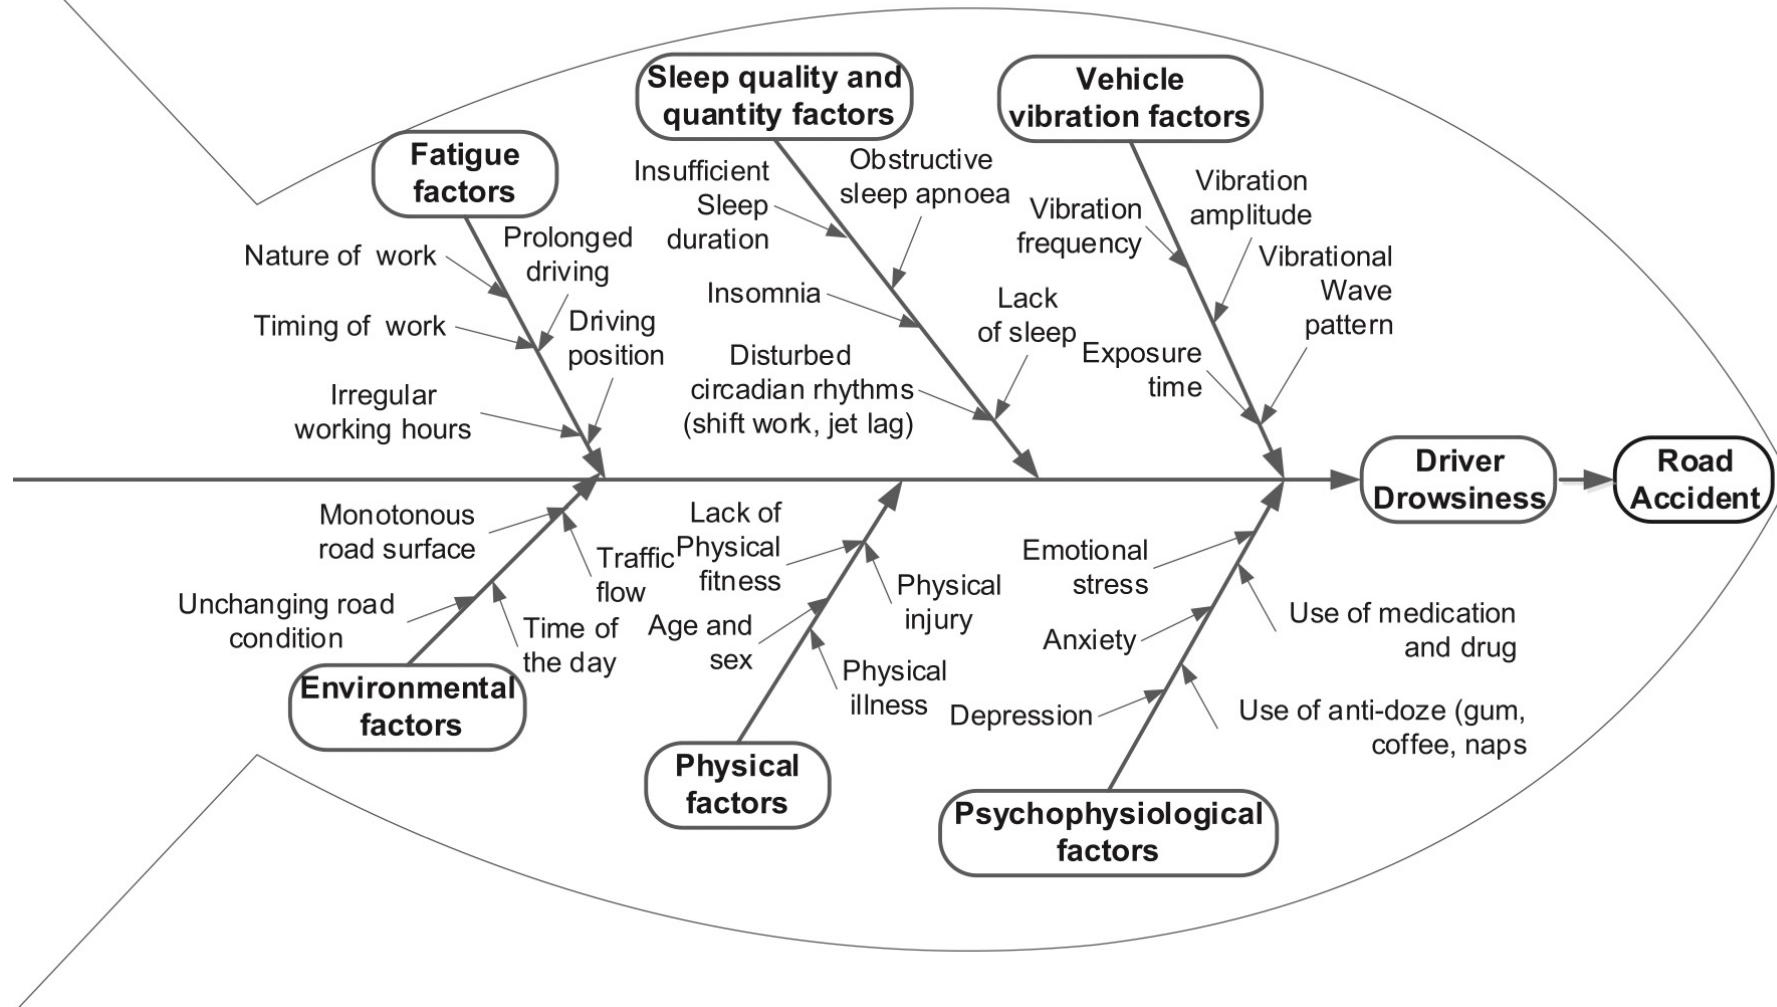 Sleep quality and
quantity factors
Vehicle
vibration factors
Fatigue
factors
Nature of work
Prolonged
driving
Timing of work
Driving
position
Irregular
working hours
Insufficient
Sleep
duration
Obstructive
sleep apnoea
Insomnia
Lack
of sleep
Disturbed
circadian rhythms
(shift work, jet lag)
Vibration
frequency
Vibration
amplitude
Vibrational
Wave
pattern
Exposure
time
Driver
Drowsiness
Road
Accident
Monotonous
road surface
Traffic
flow
Unchanging road
condition
Time of
the day
Environmental
factors
Lack of
Physical
fitness
Physical
injury
Age and
sex
Physical
illness
Physical
factors
Emotional
stress
Use of medication
and drug
Anxiety
Depression
Use of anti-doze (gum,
coffee, naps
Psychophysiological
factors